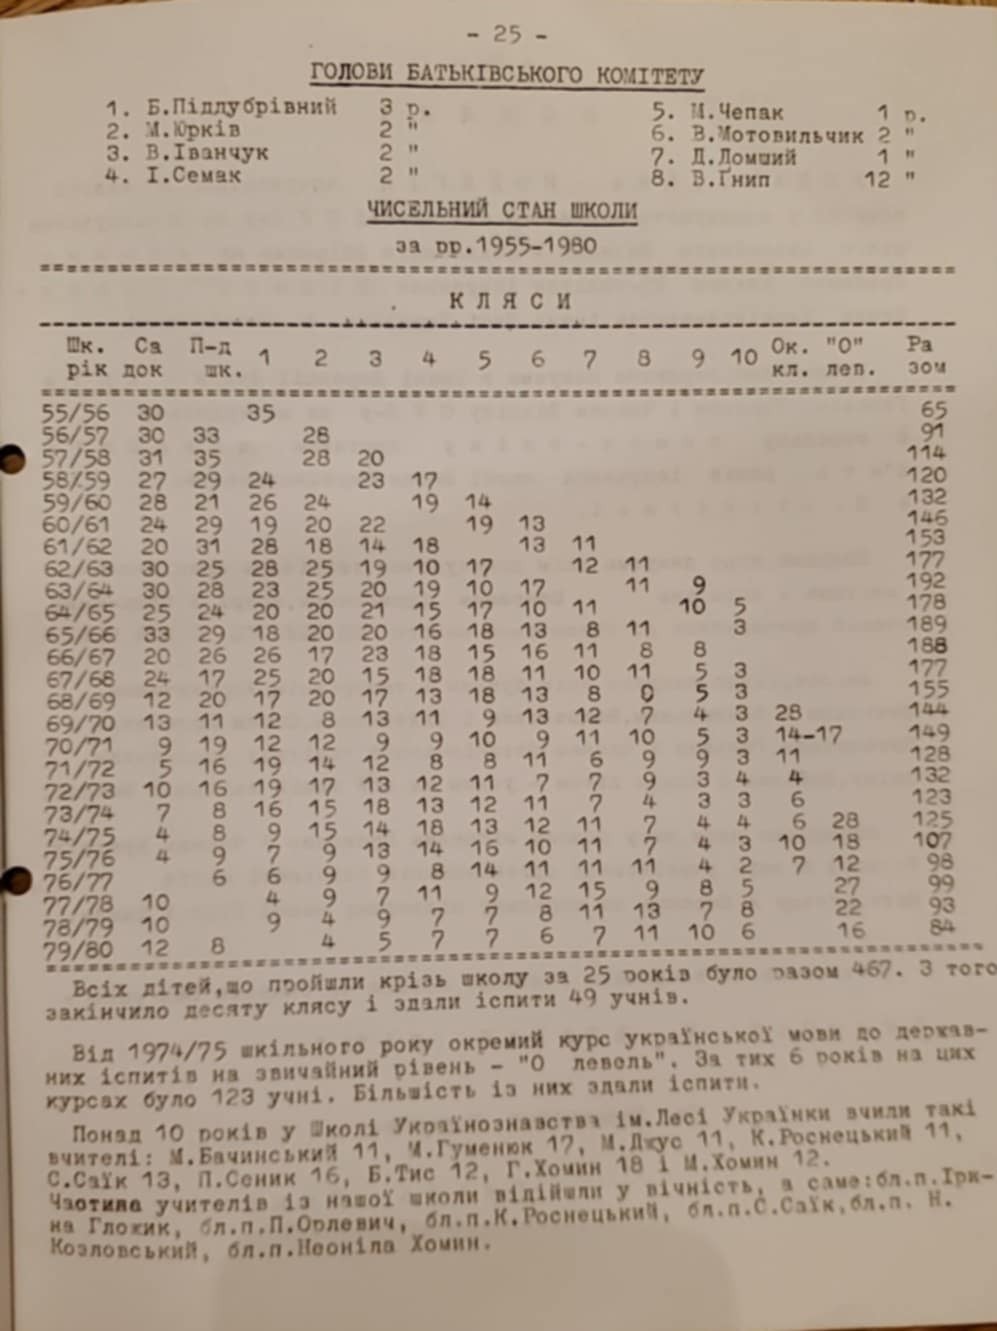 - 25 -
ГОЛОВИ БАТЬКІВСЬКОГО КОМІТЕТУ
1. Б.Піддубрівний 3 р. 5. М.Чепак 1 р.
2. М.Юрків 2 " 6. В.Мотовильчик 2 "
3. В.Іванчук 2 " 7. Д.Ломший 1 "
4. І.Семак 2 " 8. В.Гнип 12 "
ЧИСЕЛЬНИЙ СТАН ШКОЛИ
за рр.1955-1980
К Л Я С И
Шк. Са П-д 1 2 3 4 5 6 7 8 9 10 Ок. "О" Ра
рік док шк. кл. лев. зом
55/56 30 35 65
56/57 30 33 28 91
57/58 31 35 28 20 114
58/59 27 29 24 23 17 120
59/60 28 21 26 24 19 14 132
60/61 24 29 19 20 22 19 13 146
61/62 20 31 28 18 14 18 13 11 153
62/63 30 25 28 25 19 10 17 12 11 177
63/64 30 28 23 25 20 19 10 17 11 9 192
64/65 25 24 20 20 21 15 17 10 11 10 5 178
65/66 33 29 18 20 20 16 18 13 8 11 3 189
66/67 20 26 26 17 23 18 15 16 11 8 8 188
67/68 24 17 25 20 15 18 18 11 10 11 5 3 177
68/69 12 20 17 20 17 13 18 13 8 0 5 3 155
69/70 13 11 12 8 13 11 9 13 12 7 4 3 28 144
70/71 9 19 12 12 9 9 10 9 11 10 5 3 14-17 149
71/72 5 16 19 14 12 8 8 11 6 9 9 3 11 128
72/73 10 16 19 17 13 12 11 7 7 9 3 4 4 132
73/74 7 8 16 15 18 13 12 11 7 4 3 3 6 123
74/75 4 8 9 15 14 18 13 12 11 7 4 4 6 28 125
75/76 4 9 7 9 13 14 16 10 11 7 4 3 10 18 107
76/77 6 6 9 9 8 14 11 11 11 4 2 7 12 98
77/78 10 4 9 7 11 9 12 15 9 8 5 27 99
78/79 10 9 4 9 7 7 8 11 13 7 8 22 93
79/80 12 8 4 5 7 7 6 7 11 10 6 16 84
Всіх дітей,що пройшли крізь школу за 25 років було разом 467. З того
закінчило десяту клясу і здали іспити 49 учнів.
Від 1974/75 шкільного року окремий курс української мови до держав-
них іспитів на звичайний рівень - "О левель". За тих 6 років на цих
курсах було 123 учні. Більшість із них здали іспити.
Понад 10 років у Школі Українознавства ім.Лесі Українки вчили такі
вчителі: М.Бачинський 11, М.Гуменюк 17, М.Джус 11, К.Роснецький 11,
С.Саїк 13, П.Сеник 16, Б.Тис 12, Г.Хомин 18 і М.Хомин 12.
Частина учителів із нашої школи відійшли у вічність, а саме:бл.п.Іри-
на Гложик, бл.п.П.Орлевич, бл.п.К.Роснецький, бл.п.С.Саїк,бл.п. Н.
Козловський, бл.п.Неоніла Хомин.